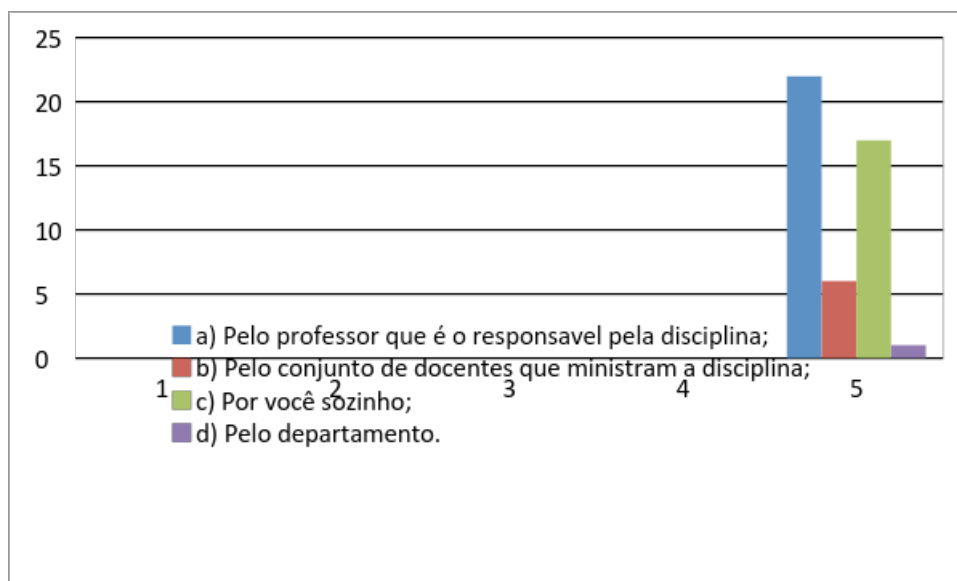 25
20
15
10
5
0
a) Pelo professor que é o responsavel pela disciplina;
b) Pelo conjunto de docentes que ministram a disciplina;
1 2 3 4 5
c) Por você sozinho;
d) Pelo departamento.